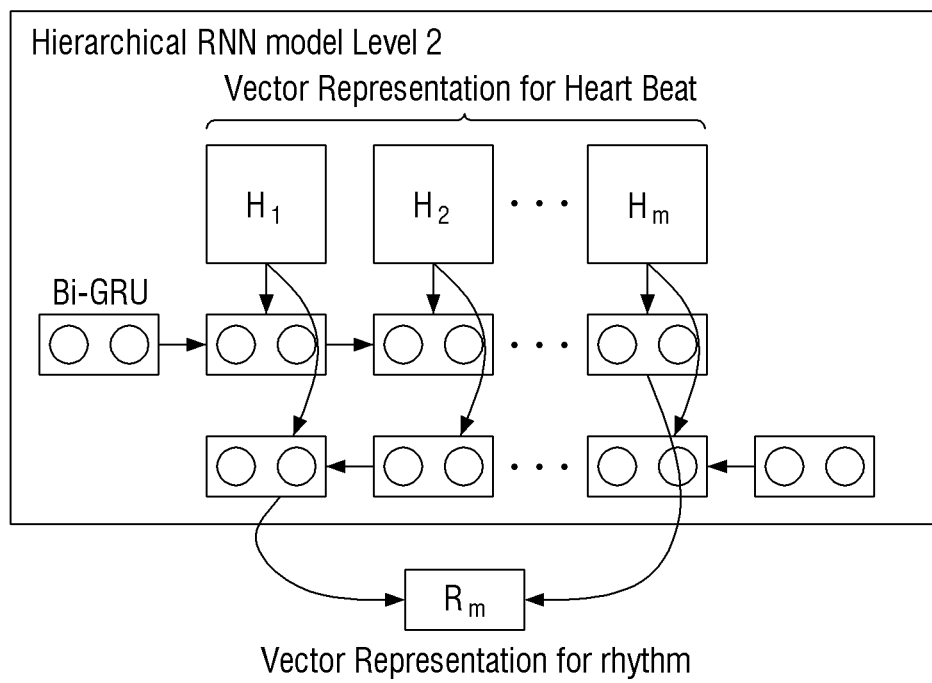 Hierarchical RNN model Level 2
Vector Representation for Heart Beat
H1 H2 ··· Hm
Bi-GRU
···
···
Rm
Vector Representation for rhythm